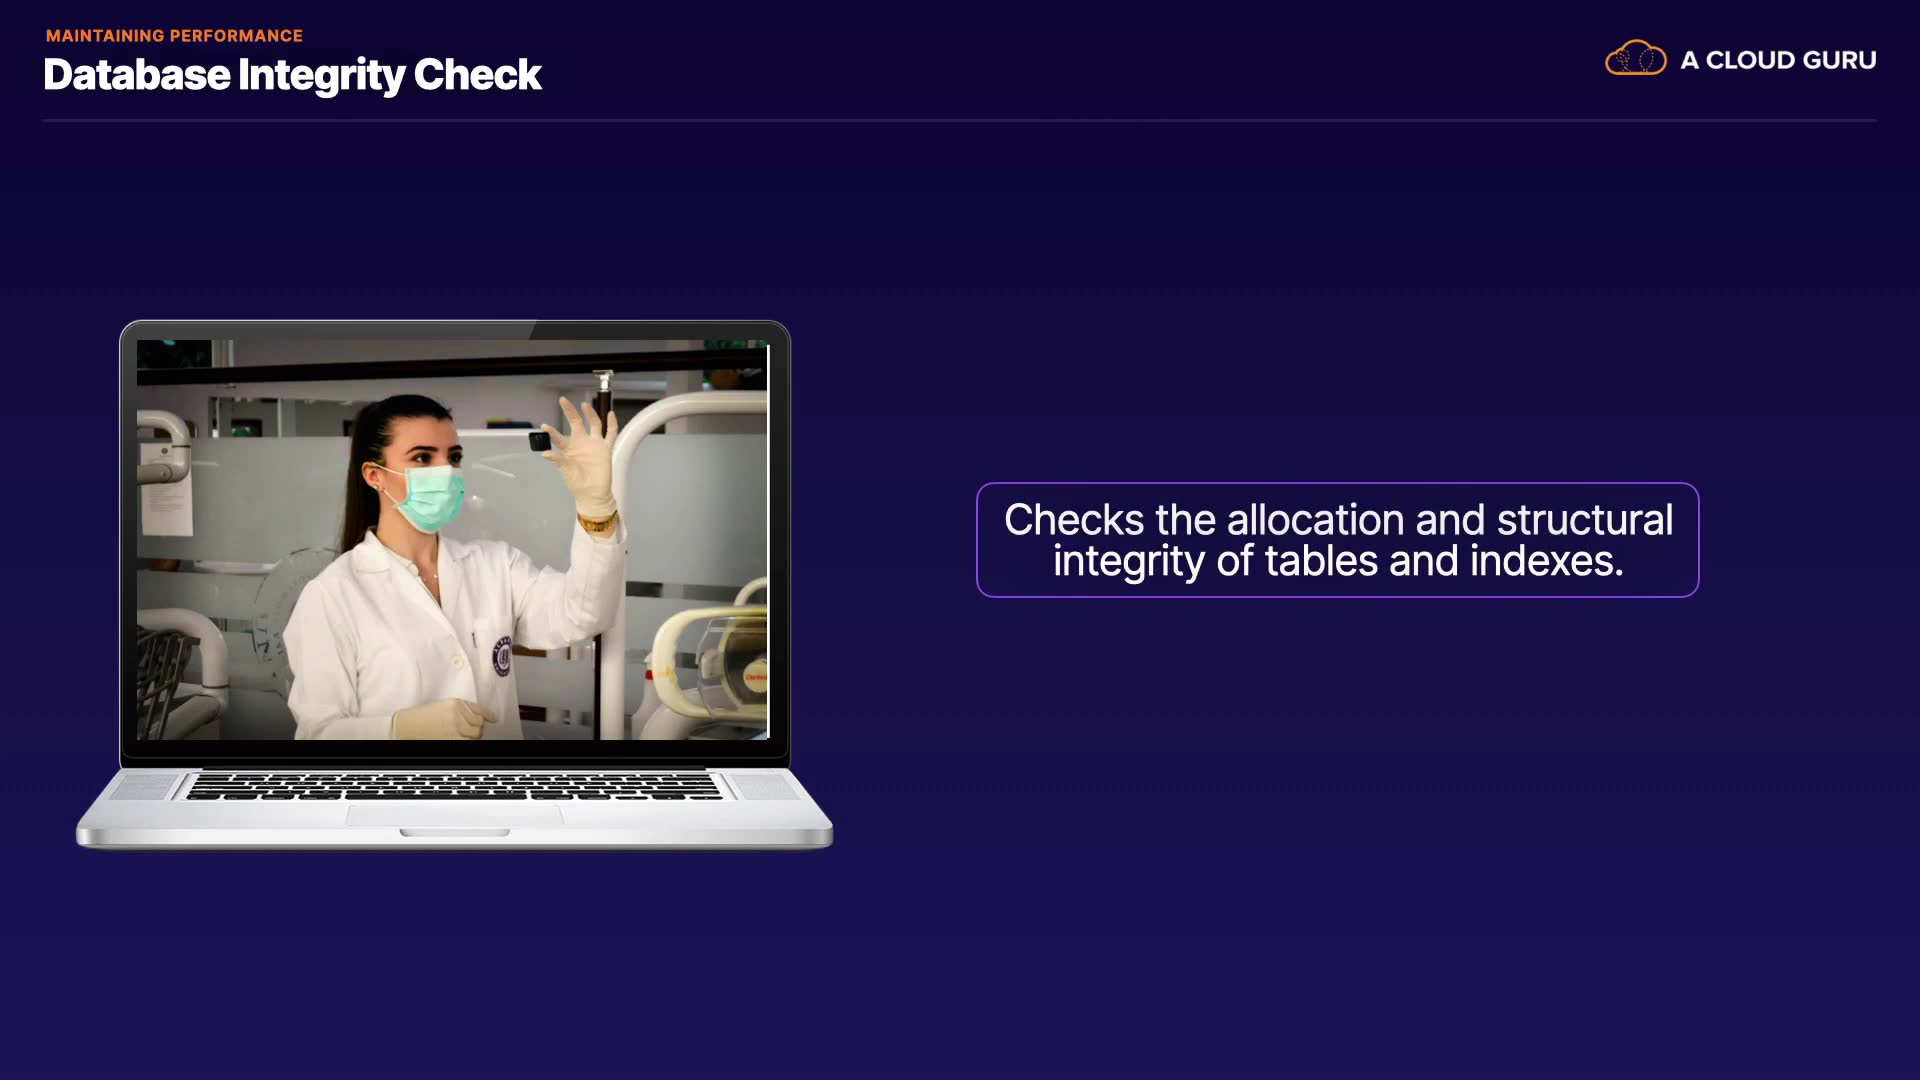 MAINTAINING PERFORMANCE
Database Integrity Check
A CLOUD GURU
Checks the allocation and structural
integrity of tables and indexes.